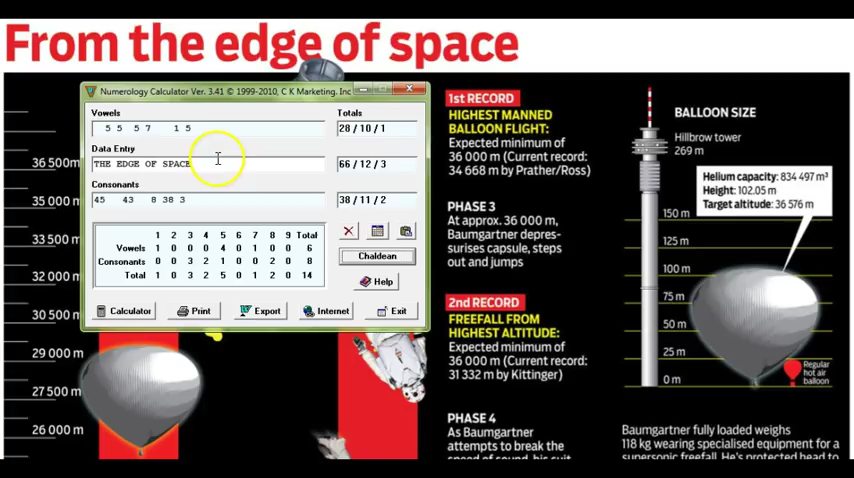 From the edge of space
Numerology Calculator Ver. 3.41 © 1999-2010, C K Marketing. Inc
Vowels
Totals
5 5 5 7 1 5
28 / 10 / 1
Data Entry
THE EDGE OF SPACE
66 / 12 / 3
Consonants
45 43 8 38 3
38 / 11 / 2
1 2 3 4 5 6 7 8 9 Total
Vowels 1 0 0 0 4 0 1 0 0 6
Consonants 0 0 3 2 1 0 0 2 0 8
Total 1 0 3 2 5 0 1 2 0 14
Chaldean
Help
Calculator
Print
Export
Internet
Exit
36 500m
35 000 m
33 500m
32 000 m
30 500 m
29 000 m
27 500 m
26 000 m
1st RECORD
HIGHEST MANNED
BALLOON FLIGHT:
Expected minimum of
36 000 m (Current record:
34 668 m by Prather/Ross)
PHASE 3
At approx. 36 000 m,
Baumgartner depres-
surises capsule, steps
out and jumps
2nd RECORD
FREEFALL FROM
HIGHEST ALTITUDE:
Expected minimum of
36 000 m (Current record:
31 332 m by Kittinger)
PHASE 4
As Baumgartner
attempts to break the
speed of sound, his suit
BALLOON SIZE
Hillbrow tower
269 m
Helium capacity: 834 497 m³
Height: 102.05 m
Target altitude: 36 576 m
150 m
125 m
100 m
75 m
50 m
25 m
0 m
Regular
hot air
balloon
Baumgartner fully loaded weighs
118 kg wearing specialised equipment for a
supersonic freefall. He's protected head to